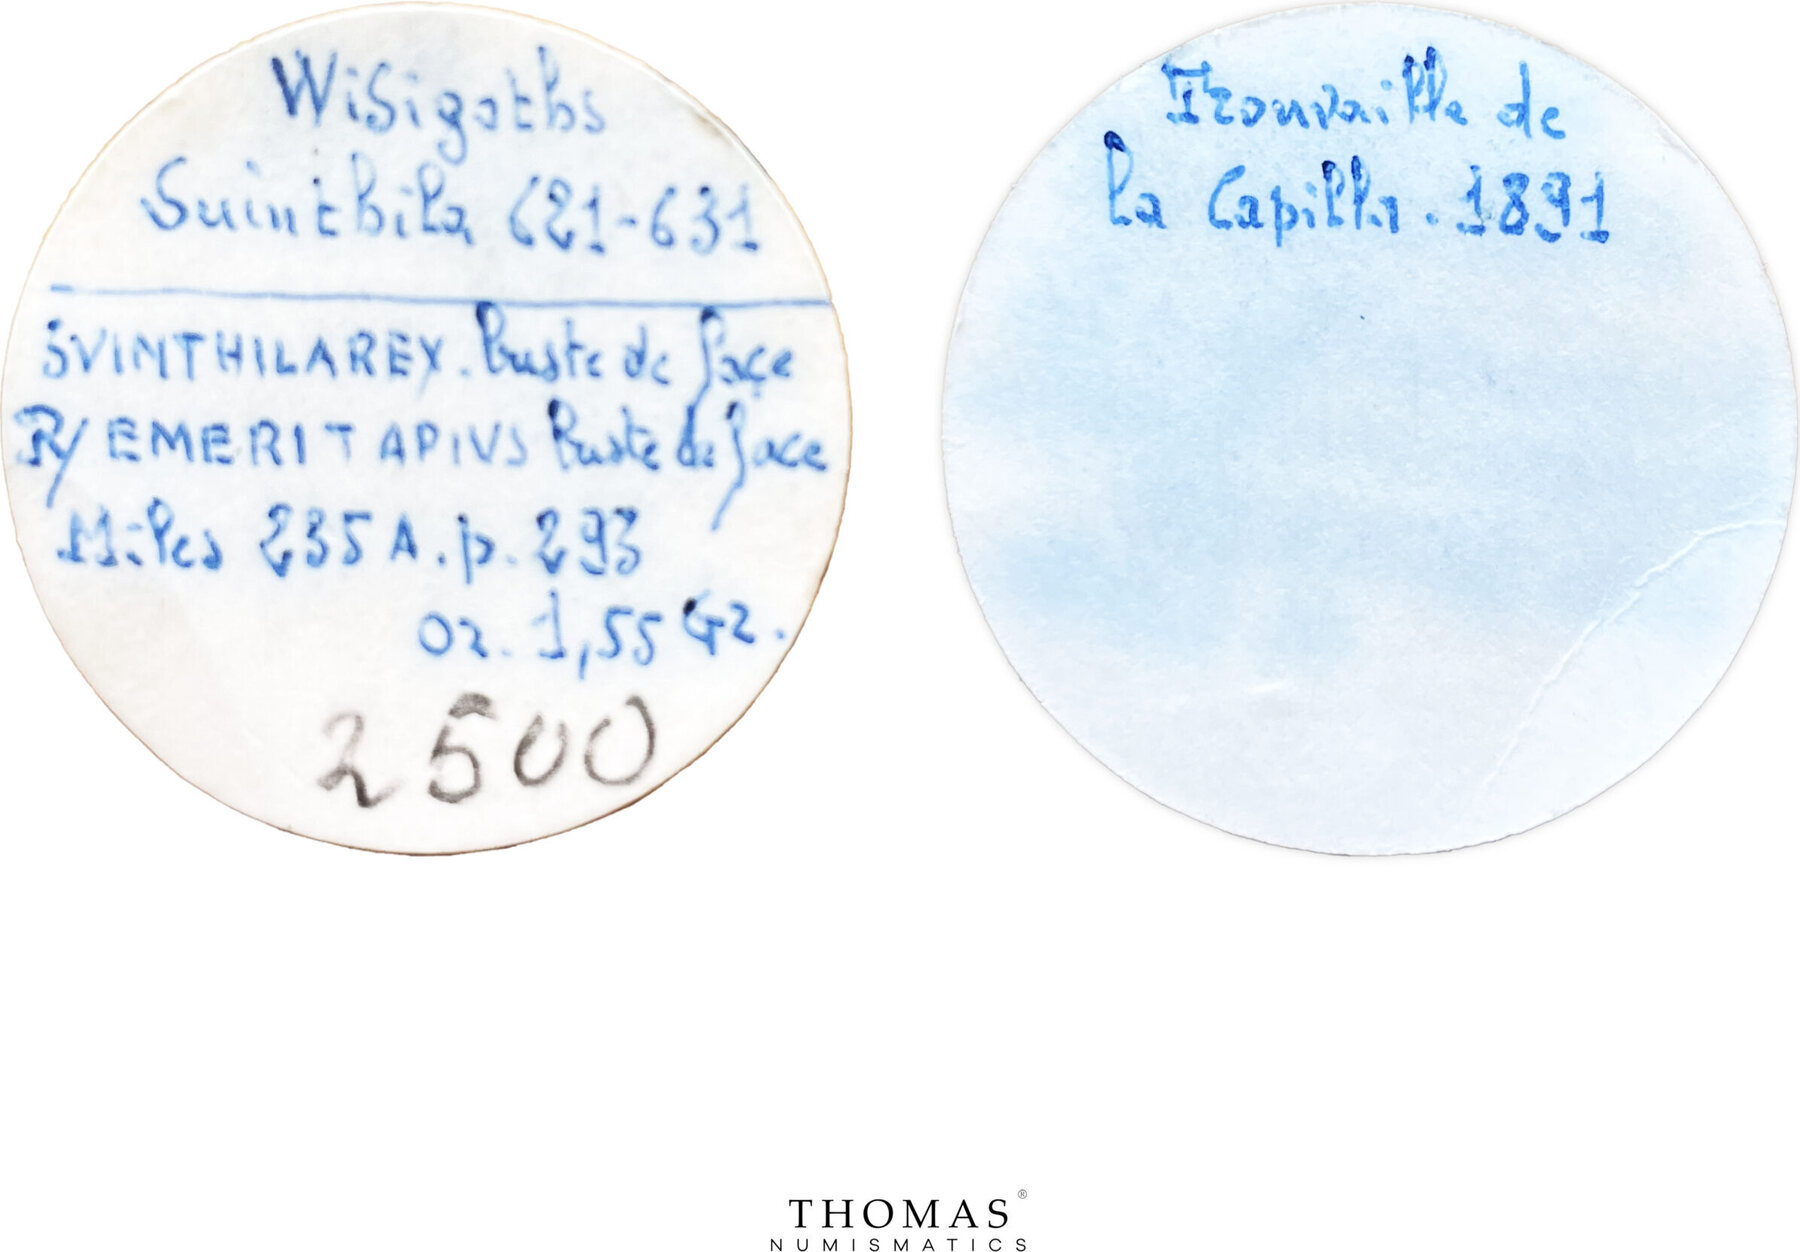 Wisigoths
Suinthila 621-631
SVINTHILAREX. buste de face
R/ EMERITAPIVS buste de face
Miles 235 A. p. 293
Or. 1,55 Gr.
2500
Trouvaille de
la Capilla. 1891
THOMAS®
NUMISMATICS